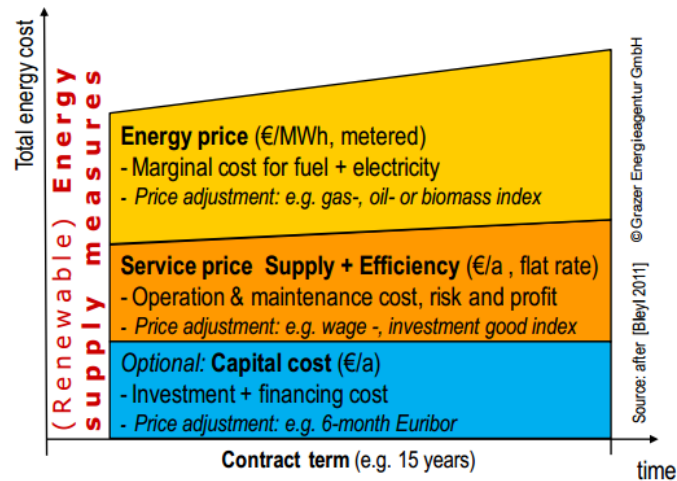 Total energy cost
(Renewable) Energy
supply measures
Energy price (€/MWh, metered)
- Marginal cost for fuel + electricity
- Price adjustment: e.g. gas-, oil- or biomass index
Service price Supply + Efficiency (€/a , flat rate)
- Operation & maintenance cost, risk and profit
- Price adjustment: e.g. wage -, investment good index
Optional: Capital cost (€/a)
- Investment + financing cost
- Price adjustment: e.g. 6-month Euribor
Contract term (e.g. 15 years)
time
Source: after [Bleyl 2011] © Grazer Energieagentur GmbH